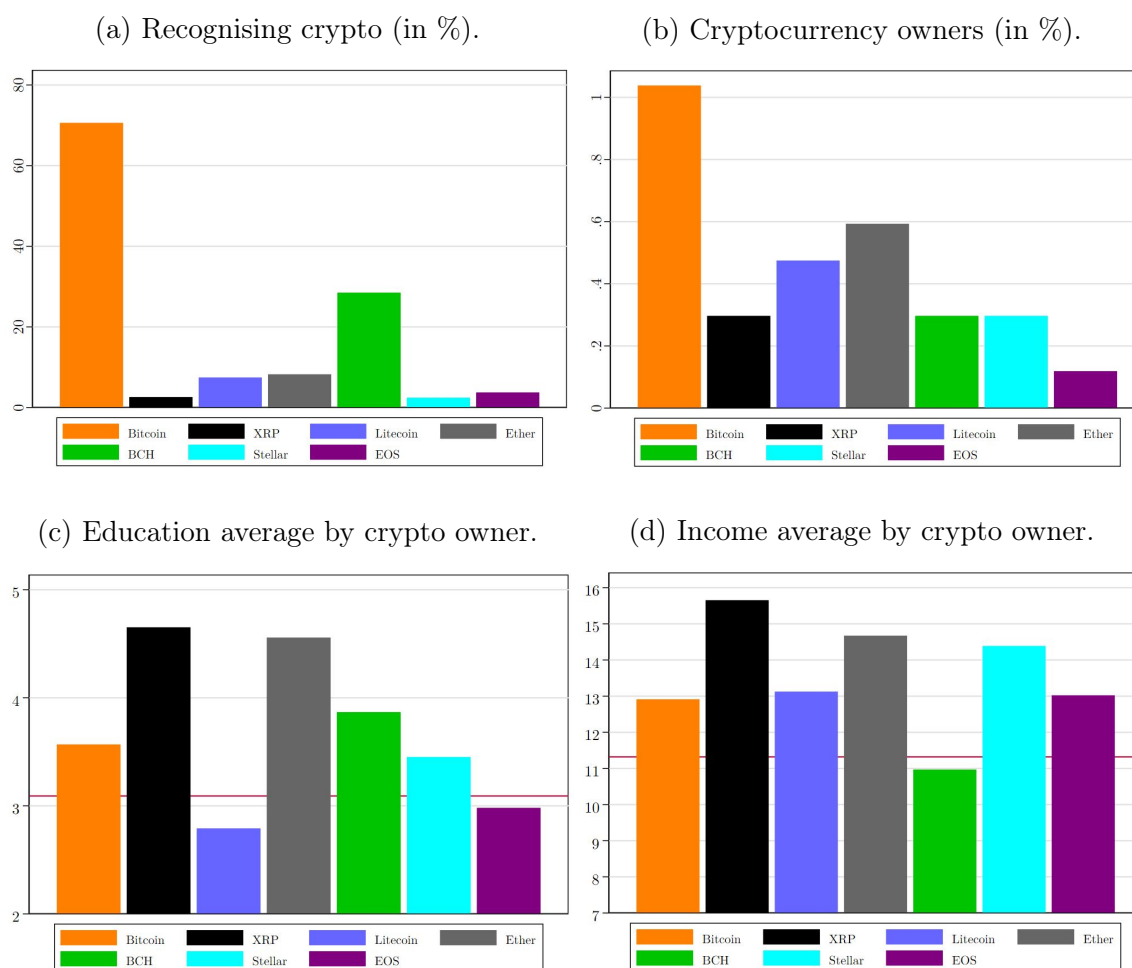 (a) Recognising crypto (in %).
80
60
40
20
0
Bitcoin XRP Litecoin Ether
BCH Stellar EOS
(b) Cryptocurrency owners (in %).
1
.8
.6
.4
.2
0
Bitcoin XRP Litecoin Ether
BCH Stellar EOS
(c) Education average by crypto owner.
5
4
3
2
Bitcoin XRP Litecoin Ether
BCH Stellar EOS
(d) Income average by crypto owner.
16
15
14
13
12
11
10
9
8
7
Bitcoin XRP Litecoin Ether
BCH Stellar EOS